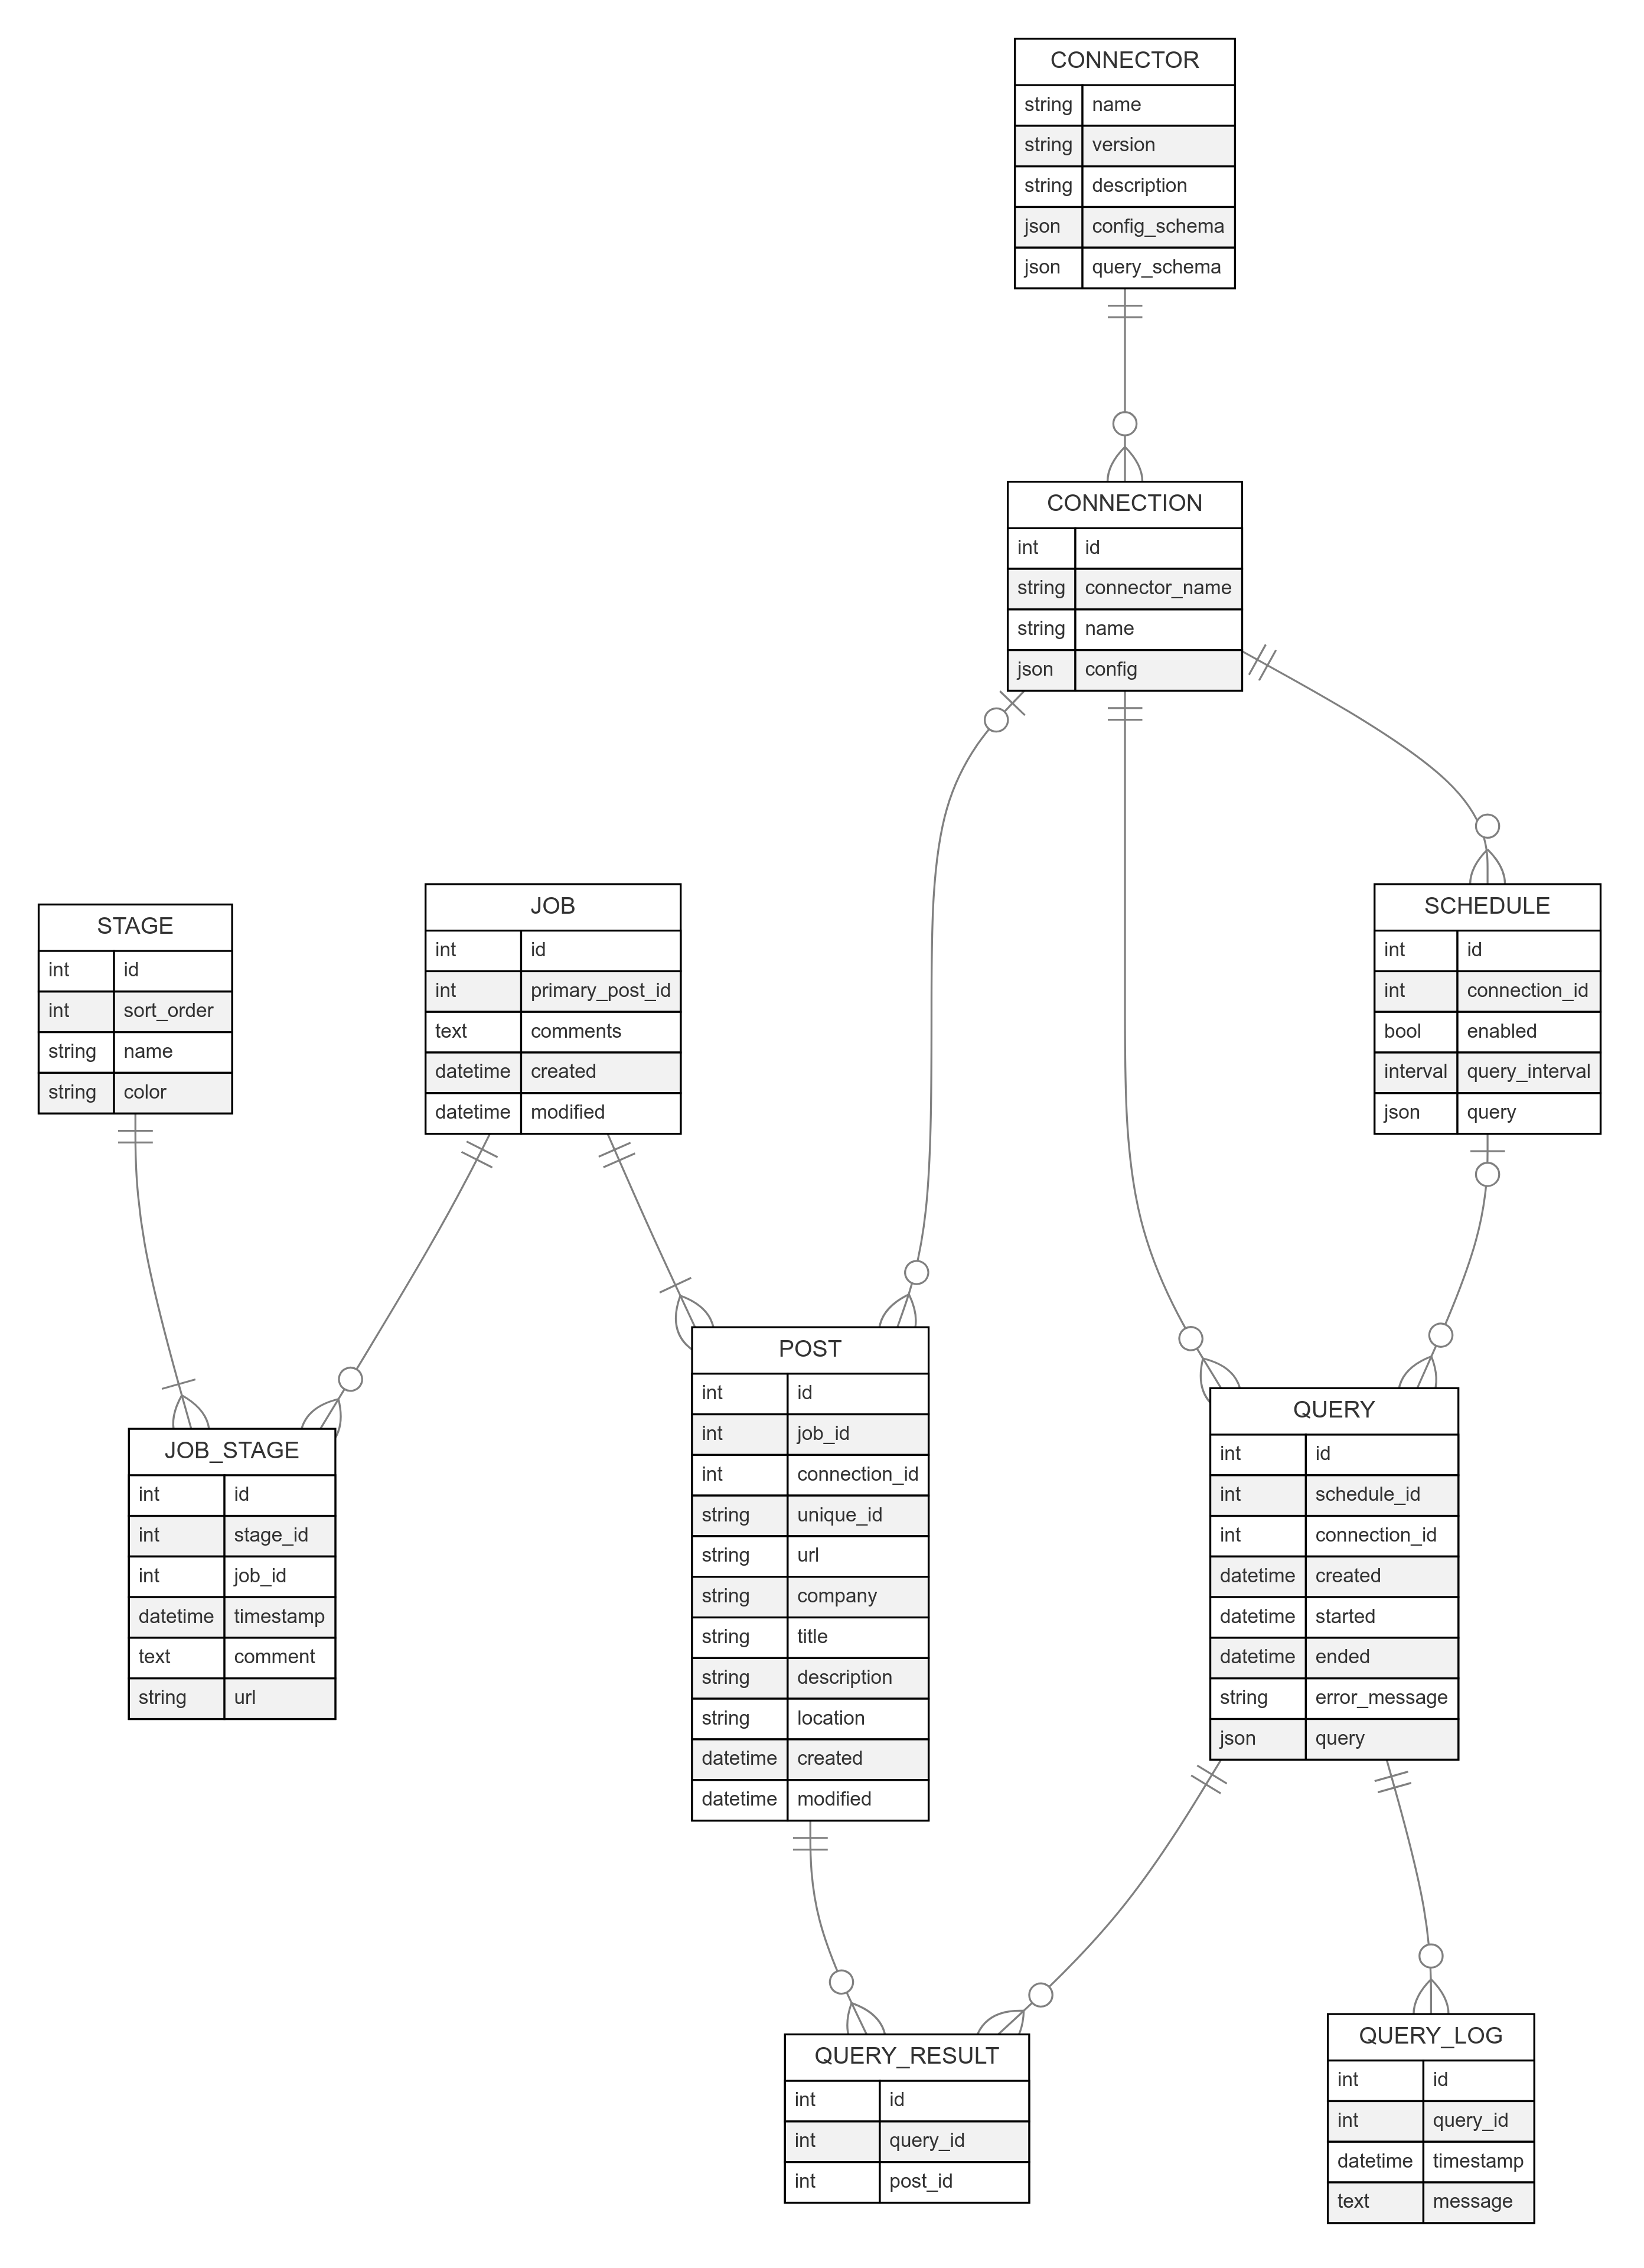 CONNECTOR
string name
string version
string description
json config_schema
json query_schema
CONNECTION
int id
string connector_name
string name
json config
STAGE
int id
int sort_order
string name
string color
JOB
int id
int primary_post_id
text comments
datetime created
datetime modified
SCHEDULE
int id
int connection_id
bool enabled
interval query_interval
json query
JOB_STAGE
int id
int stage_id
int job_id
datetime timestamp
text comment
string url
POST
int id
int job_id
int connection_id
string unique_id
string url
string company
string title
string description
string location
datetime created
datetime modified
QUERY
int id
int schedule_id
int connection_id
datetime created
datetime started
datetime ended
string error_message
json query
QUERY_RESULT
int id
int query_id
int post_id
QUERY_LOG
int id
int query_id
datetime timestamp
text message